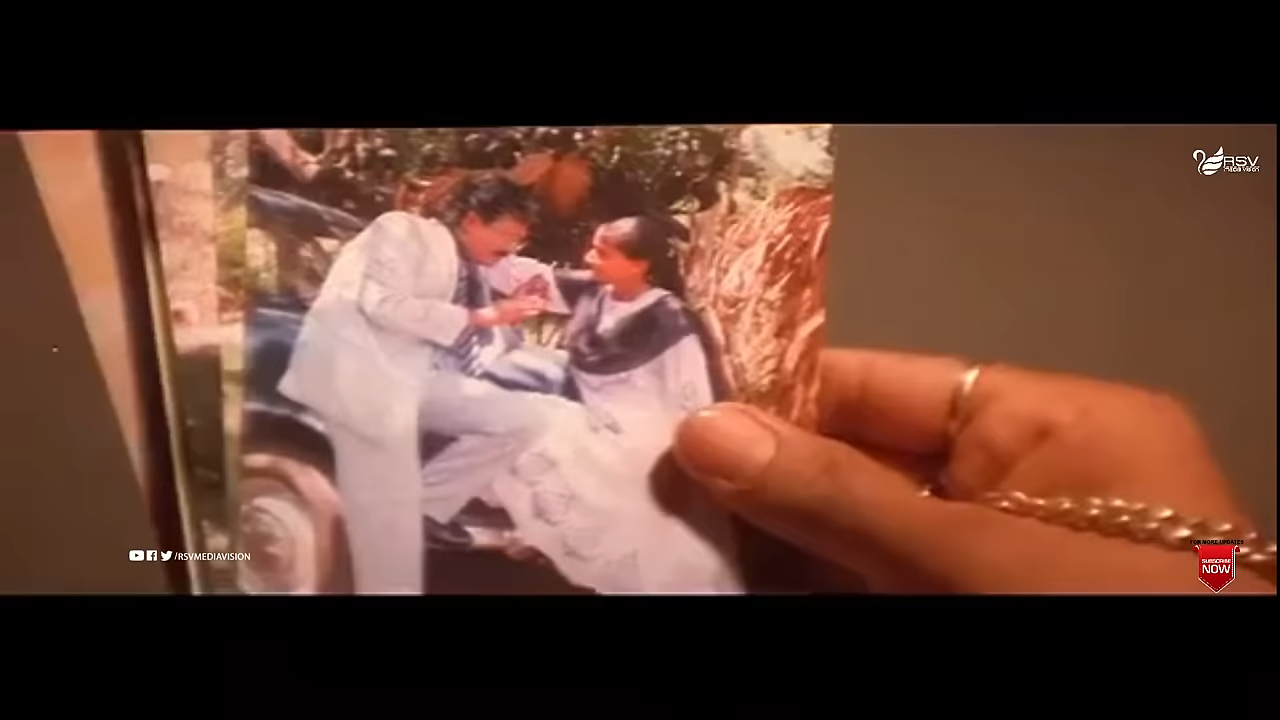 RSV
MEDIA VISION
/RSVMEDIAVISION
FOR MORE UPDATES
SUBSCRIBE
NOW